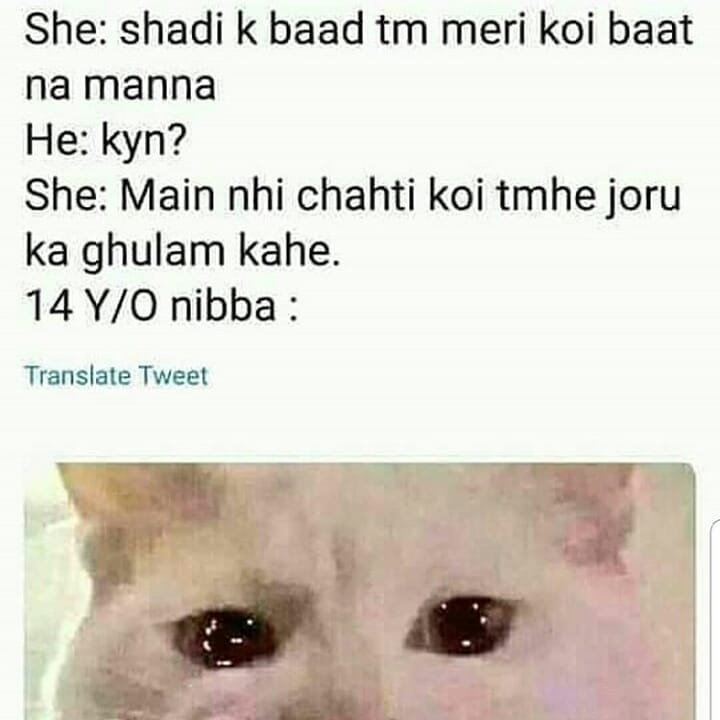 She: shadi k baad tm meri koi baat
na manna
He: kyn?
She: Main nhi chahti koi tmhe joru
ka ghulam kahe.
14 Y/O nibba :
Translate Tweet